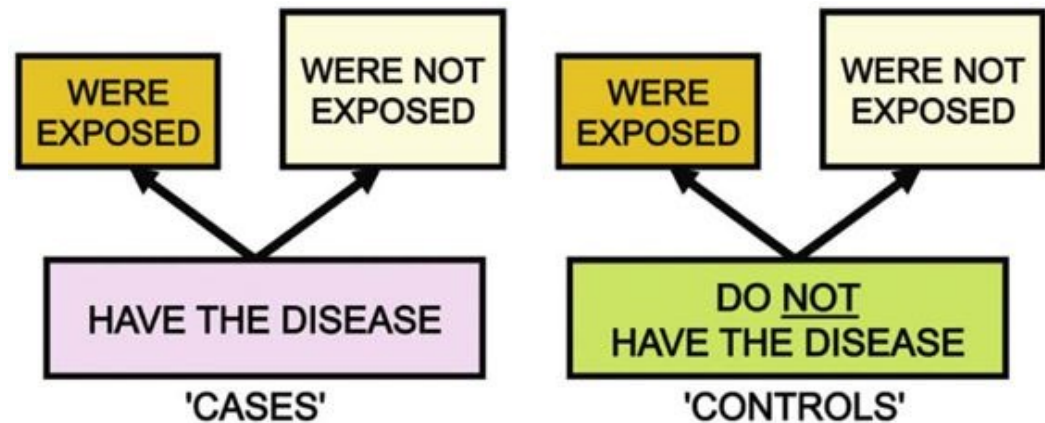 WERE
EXPOSED
WERE NOT
EXPOSED
WERE
EXPOSED
WERE NOT
EXPOSED
HAVE THE DISEASE
DO NOT
HAVE THE DISEASE
'CASES'
'CONTROLS'